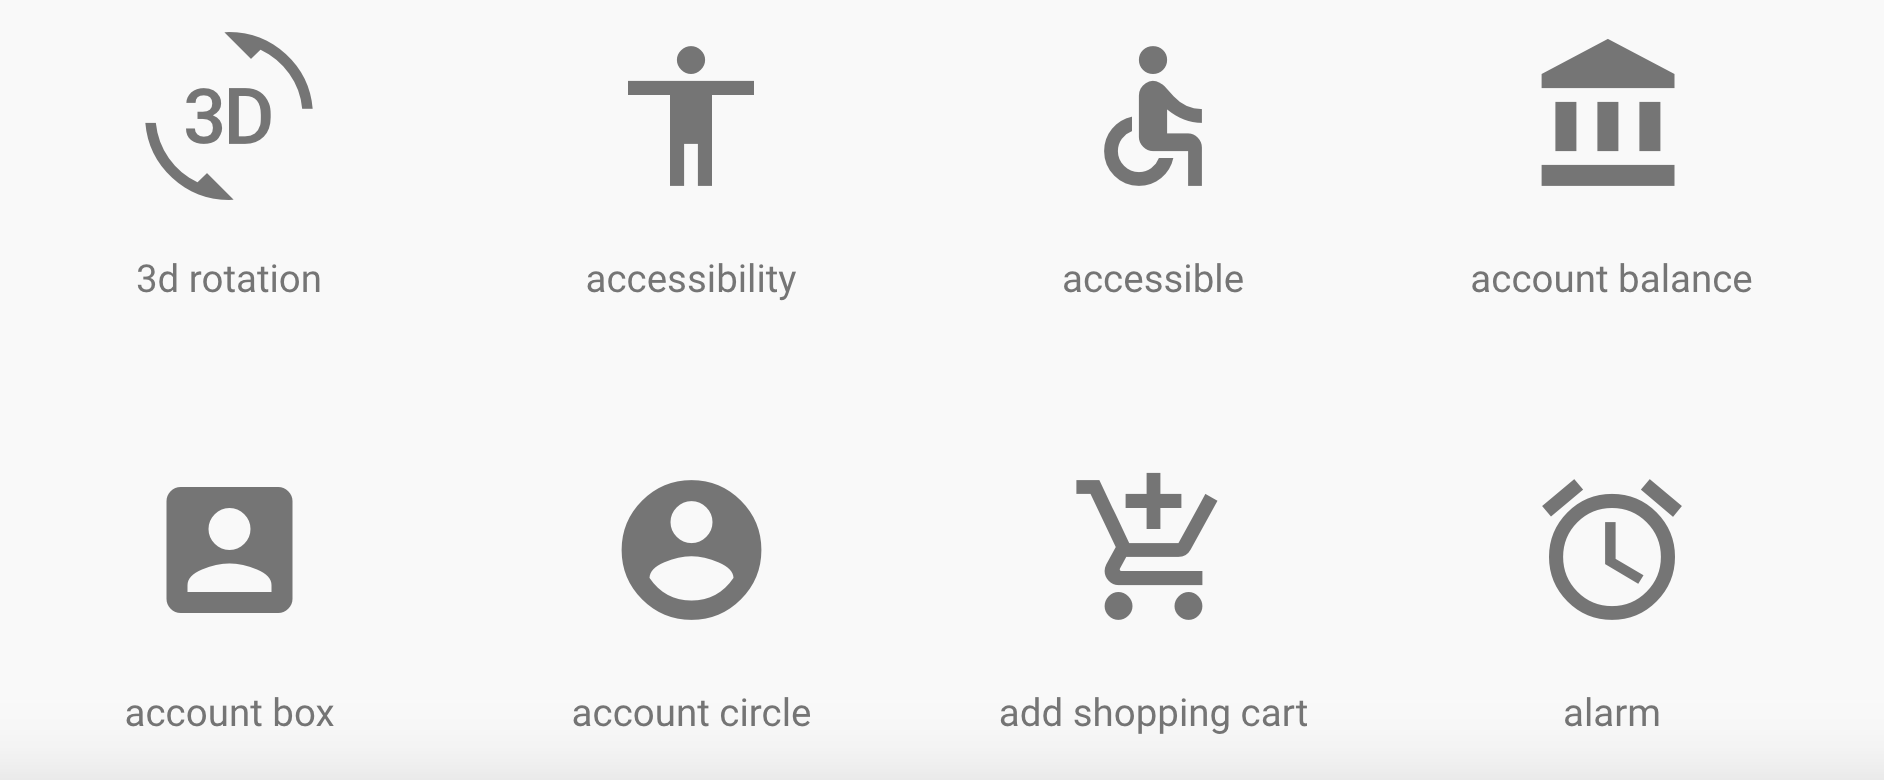 3D
3d rotation
accessibility
accessible
account balance
account box
account circle
add shopping cart
alarm